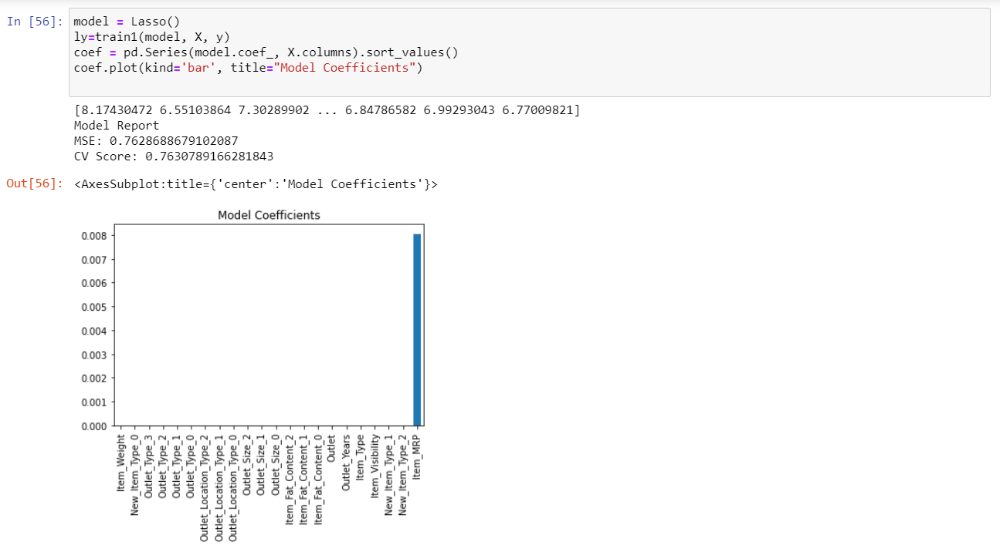 In [56]:
model = Lasso()
ly=train1(model, X, y)
coef = pd.Series(model.coef_, X.columns).sort_values()
coef.plot(kind='bar', title="Model Coefficients")
[8.17430472 6.55103864 7.30289902 ... 6.84786582 6.99293043 6.77009821]
Model Report
MSE: 0.7628688679102087
CV Score: 0.7630789166281843
Out[56]:
<AxesSubplot:title={'center':'Model Coefficients'}>
Model Coefficients
0.008
0.007
0.006
0.005
0.004
0.003
0.002
0.001
0.000
Item_Weight
New_Item_Type_0
Outlet_Type_3
Outlet_Type_2
Outlet_Type_1
Outlet_Type_0
Outlet_Location_Type_2
Outlet_Location_Type_1
Outlet_Location_Type_0
Outlet_Size_2
Outlet_Size_1
Outlet_Size_0
Item_Fat_Content_2
Item_Fat_Content_1
Item_Fat_Content_0
Outlet
Outlet_Years
Item_Type
Item_Visibility
New_Item_Type_1
New_Item_Type_2
Item_MRP